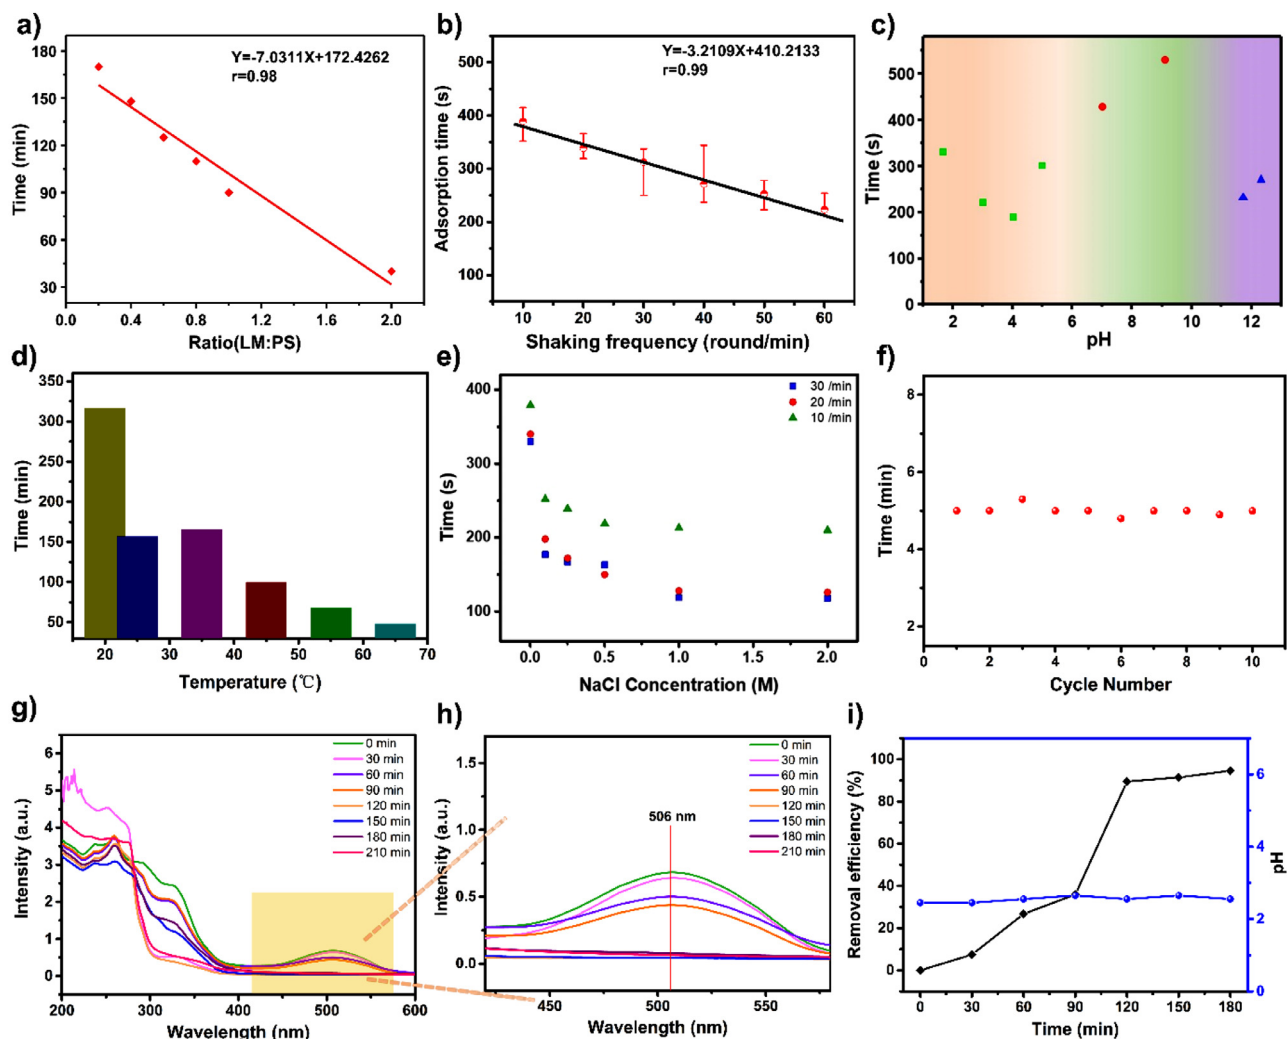 a)
Y=-7.0311X+172.4262
r=0.98
Time (min)
180
150
120
90
60
30
0.0 0.4 0.8 1.2 1.6 2.0
Ratio(LM:PS)
b)
Y=-3.2109X+410.2133
r=0.99
Adsorption time (s)
500
400
300
200
100
10 20 30 40 50 60
Shaking frequency (round/min)
c)
Time (s)
500
400
300
200
100
0
2 4 6 8 10 12
pH
d)
Time (min)
350
300
250
200
150
100
50
20 30 40 50 60 70
Temperature (℃)
e)
30 /min
20 /min
10 /min
Time (s)
400
300
200
100
0.0 0.5 1.0 1.5 2.0
NaCl Concentration (M)
f)
Time (min)
8
6
4
2
0 2 4 6 8 10
Cycle Number
g)
0 min
30 min
60 min
90 min
120 min
150 min
180 min
210 min
Intensity (a.u.)
6
5
4
3
2
1
0
200 300 400 500 600
Wavelength (nm)
h)
0 min
30 min
60 min
90 min
120 min
150 min
180 min
210 min
506 nm
Intensity (a.u.)
1.5
1.0
0.5
0.0
450 500 550
Wavelength (nm)
i)
Removal efficiency (%)
100
80
60
40
20
0
6
4
2
0
pH
0 30 60 90 120 150 180
Time (min)